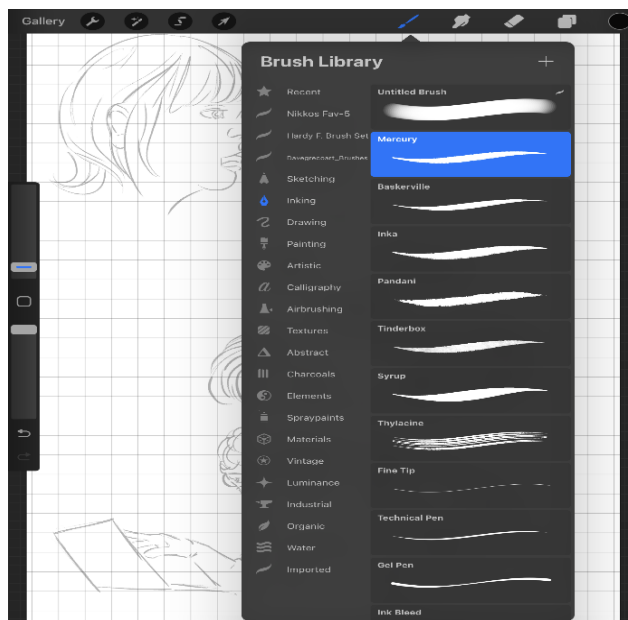 Gallery
Brush Library
Recent
Nikkos Fav-5
Hardy F. Brush Set
Davegrecoart_Brushes
Sketching
Inking
Drawing
Painting
Artistic
Calligraphy
Airbrushing
Textures
Abstract
Charcoals
Elements
Spraypaints
Materials
Vintage
Luminance
Industrial
Organic
Water
Imported
Untitled Brush
Mercury
Baskerville
Inka
Pandani
Tinderbox
Syrup
Thylacine
Fine Tip
Technical Pen
Gel Pen
Ink Bleed